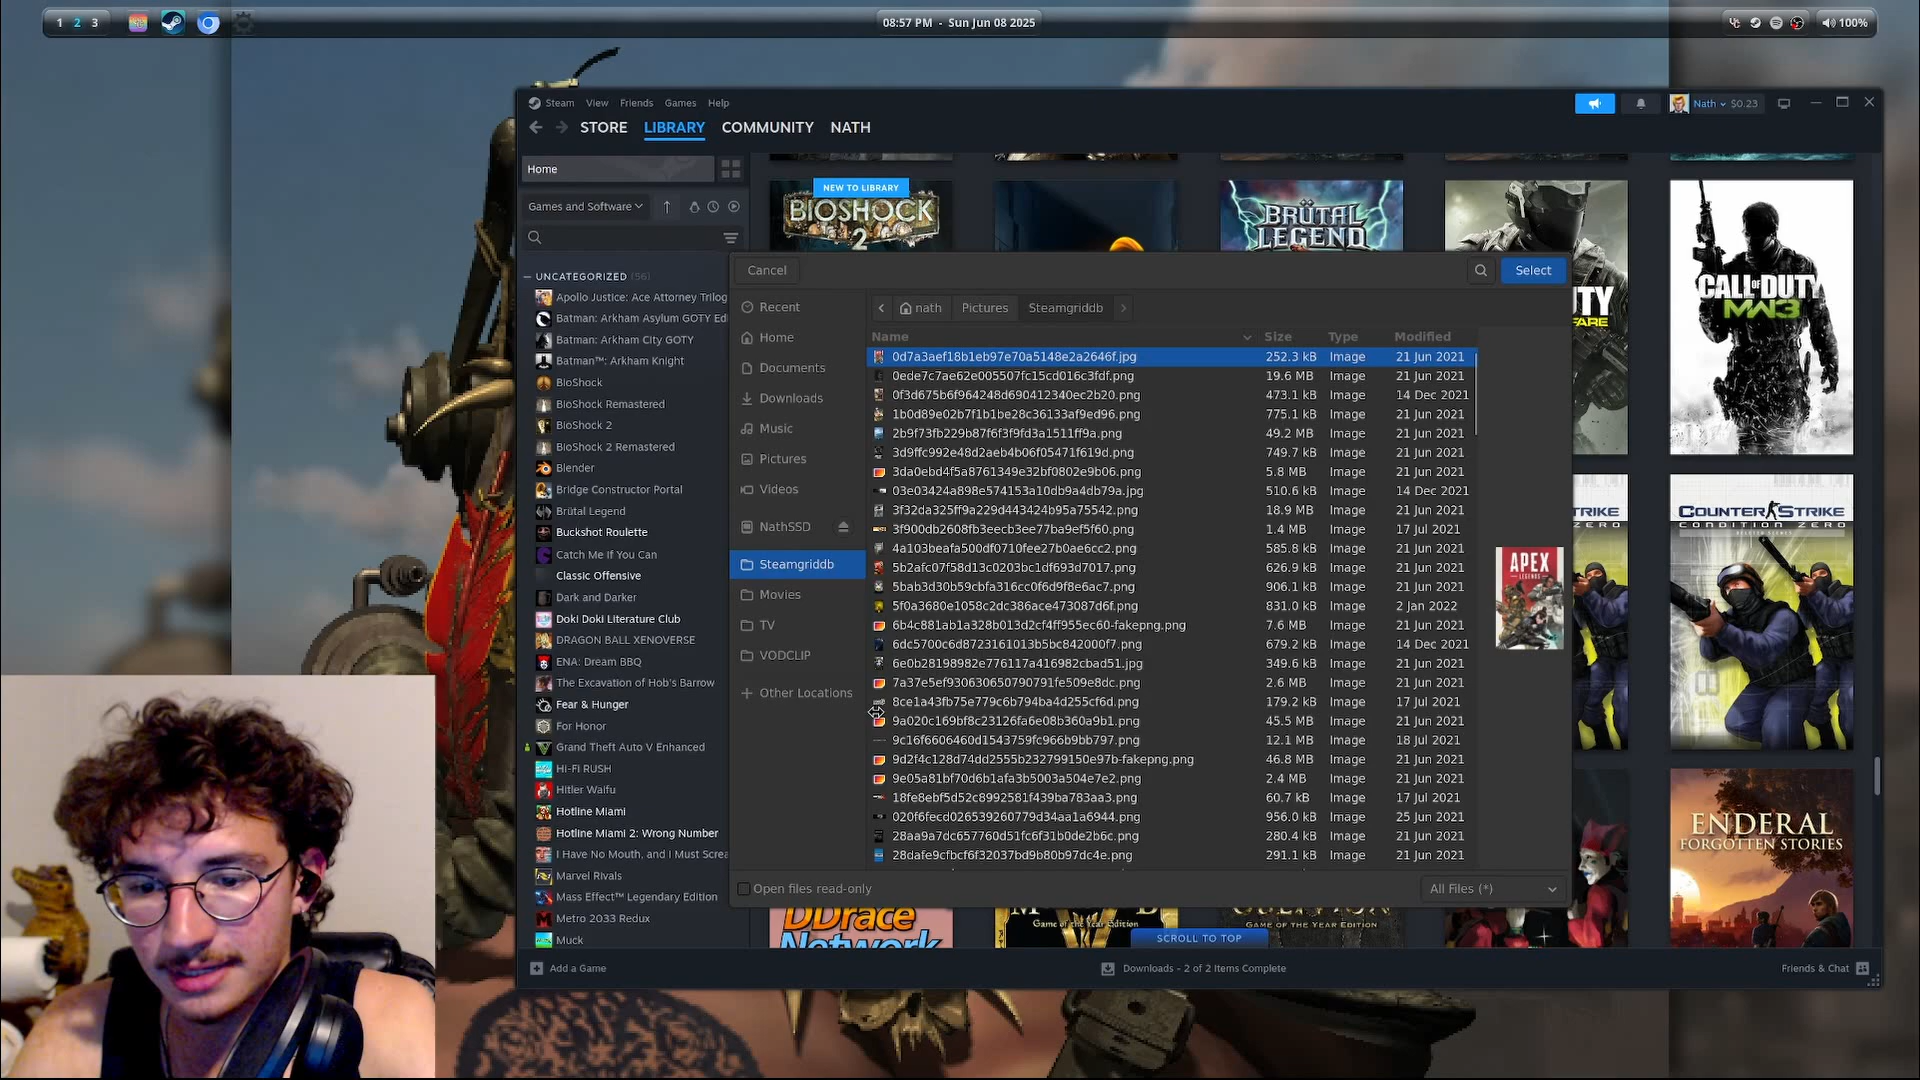 1 2 3
08:57 PM - Sun Jun 08 2025
100%
Steam View Friends Games Help
Nath $0.23
STORE LIBRARY COMMUNITY NATH
Home
Games and Software
UNCATEGORIZED (56)
Apollo Justice: Ace Attorney Trilog
Batman: Arkham Asylum GOTY Edi
Batman: Arkham City GOTY
Batman™: Arkham Knight
BioShock
BioShock Remastered
BioShock 2
BioShock 2 Remastered
Blender
Bridge Constructor Portal
Brütal Legend
Buckshot Roulette
Catch Me If You Can
Classic Offensive
Dark and Darker
Doki Doki Literature Club
DRAGON BALL XENOVERSE
ENA: Dream BBQ
The Excavation of Hob's Barrow
Fear & Hunger
For Honor
Grand Theft Auto V Enhanced
Hi-Fi RUSH
Hitler Waifu
Hotline Miami
Hotline Miami 2: Wrong Number
I Have No Mouth, and I Must Screa
Marvel Rivals
Mass Effect™ Legendary Edition
Metro 2033 Redux
Muck
NEW TO LIBRARY
BIOSHOCK
2
BRÜTAL
LEGEND
CALL OF DUTY
MW3
Cancel
Select
Recent
Home
Documents
Downloads
Music
Pictures
Videos
NathSSD
Steamgriddb
Movies
TV
VODCLIP
Other Locations
nath Pictures Steamgriddb
Name Size Type Modified
0d7a3aef18b1eb97e70a5148e2a2646f.jpg 252.3 kB Image 21 Jun 2021
0ede7c7ae62e005507fc15cd016c3fdf.png 19.6 MB Image 21 Jun 2021
0f3d675b6f964248d690412340ec2b20.png 473.1 kB Image 14 Dec 2021
1b0d89e02b7f1b1be28c36133af9ed96.png 775.1 kB Image 21 Jun 2021
2b9f73fb229b87f6f3f9fd3a1511ff9a.png 49.2 MB Image 21 Jun 2021
3d9ffc992e48d2aeb4b06f05471f619d.png 749.7 kB Image 21 Jun 2021
3da0ebd4f5a8761349e32bf0802e9b06.png 5.8 MB Image 21 Jun 2021
03e03424a898e574153a10db9a4db79a.jpg 510.6 kB Image 14 Dec 2021
3f32da325ff9a229d443424b95a75542.png 18.9 MB Image 21 Jun 2021
3f900db2608fb3eecb3ee77ba9ef5f60.png 1.4 MB Image 17 Jul 2021
4a103beafa500df0710fee27b0ae6cc2.png 585.8 kB Image 21 Jun 2021
5b2afc07f58d13c0203bc1df693d7017.png 626.9 kB Image 21 Jun 2021
5bab3d30b59cbfa316cc0f6d9f8e6ac7.png 906.1 kB Image 21 Jun 2021
5f0a3680e1058c2dc386ace473087d6f.png 831.0 kB Image 2 Jan 2022
6b4c881ab1a328b013d2cf4ff955ec60-fakepng.png 7.6 MB Image 21 Jun 2021
6dc5700c6d8723161013b5bc842000f7.png 679.2 kB Image 14 Dec 2021
6e0b28198982e776117a416982cbad51.jpg 349.6 kB Image 21 Jun 2021
7a37e5ef930630650790791fe509e8dc.png 2.6 MB Image 21 Jun 2021
8ce1a43fb75e779c6b794ba4d255cf6d.png 179.2 kB Image 17 Jul 2021
9a020c169bf8c23126fa6e08b360a9b1.png 45.5 MB Image 21 Jun 2021
9c16f6606460d1543759fc966b9bb797.png 12.1 MB Image 18 Jul 2021
9d2f4c128d74dd2555b232799150e97b-fakepng.png 46.8 MB Image 21 Jun 2021
9e05a81bf70d6b1afa3b5003a504e7e2.png 2.4 MB Image 21 Jun 2021
18fe8ebf5d52c8992581f439ba783aa3.png 60.7 kB Image 17 Jul 2021
020f6fecd026539260779d34aa1a6944.png 956.0 kB Image 25 Jun 2021
28aa9a7dc657760d51fc6f31b0de2b6c.png 280.4 kB Image 21 Jun 2021
28dafe9cfbcf6f32037bd9b80b97dc4e.png 291.1 kB Image 21 Jun 2021
APEX
LEGENDS
Open files read-only
All Files (*)
TY
FARE
TRIKE
ZERO
COUNTER STRIKE
CONDITION ZERO
ENDERAL
FORGOTTEN STORIES
DDrace
Network
Game of the Year Edition
GAME OF THE YEAR EDITION
SCROLL TO TOP
Add a Game
Downloads - 2 of 2 Items Complete
Friends & Chat